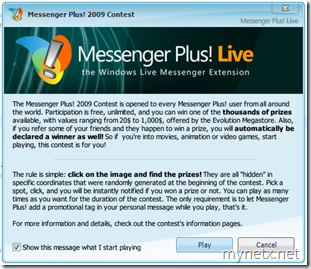 Messenger Plus! 2009 Contest
Messenger Plus! Live
Messenger Plus! Live
the Windows Live Messenger Extension
The Messenger Plus! 2009 Contest is opened to every Messenger Plus! user from all around
the world. Participation is free, unlimited, and you can win one of the thousands of prizes
available, with values ranging from 20$ to 1,000$, offered by the Evolution Megastore. Also,
if you refer some of your friends and they happen to win a prize, you will automatically be
declared a winner as well! So if you're into movies, animation or video games, start
playing, this contest is for you!
The rule is simple: click on the image and find the prizes! They are all "hidden" in
specific coordinates that were randomly generated at the beginning of the contest. Pick a
spot, click, and you will be instantly notified if you won a prize or not. You can play as many
times as you want for the duration of the contest. The only requirement is to let Messenger
Plus! add a promotional tag in your personal message while you play, that's it.
For more information and details, check out the contest's information pages.
Show this message what I start playing
Play
Cancel
mynetx.net